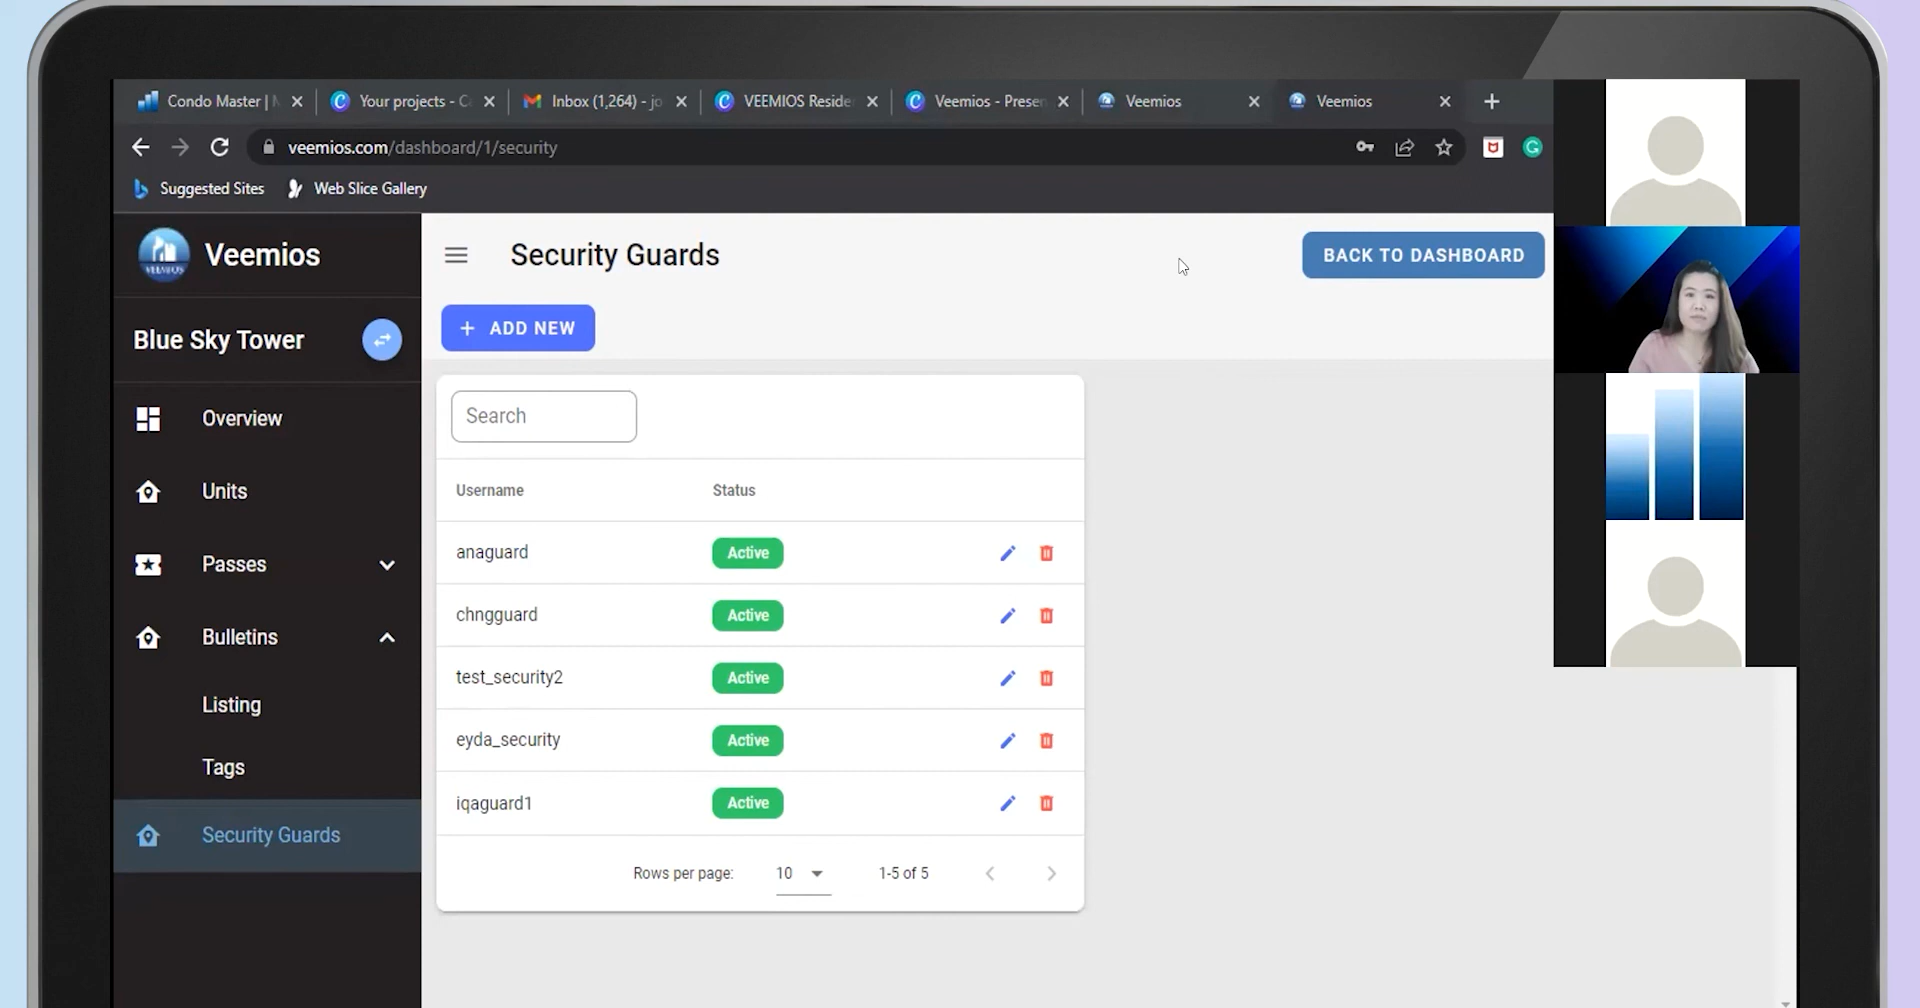 Condo Master |
Your projects -
Inbox (1,264) - jo
VEEMIOS Reside
Veemios - Presen
Veemios
Veemios
veemios.com/dashboard/1/security
Suggested Sites
Web Slice Gallery
VEEMIOS
Veemios
Security Guards
BACK TO DASHBOARD
Blue Sky Tower
+ ADD NEW
Overview
Units
Passes
Bulletins
Listing
Tags
Security Guards
Search
Username Status
anaguard Active
chngguard Active
test_security2 Active
eyda_security Active
iqaguard1 Active
Rows per page: 10 1-5 of 5